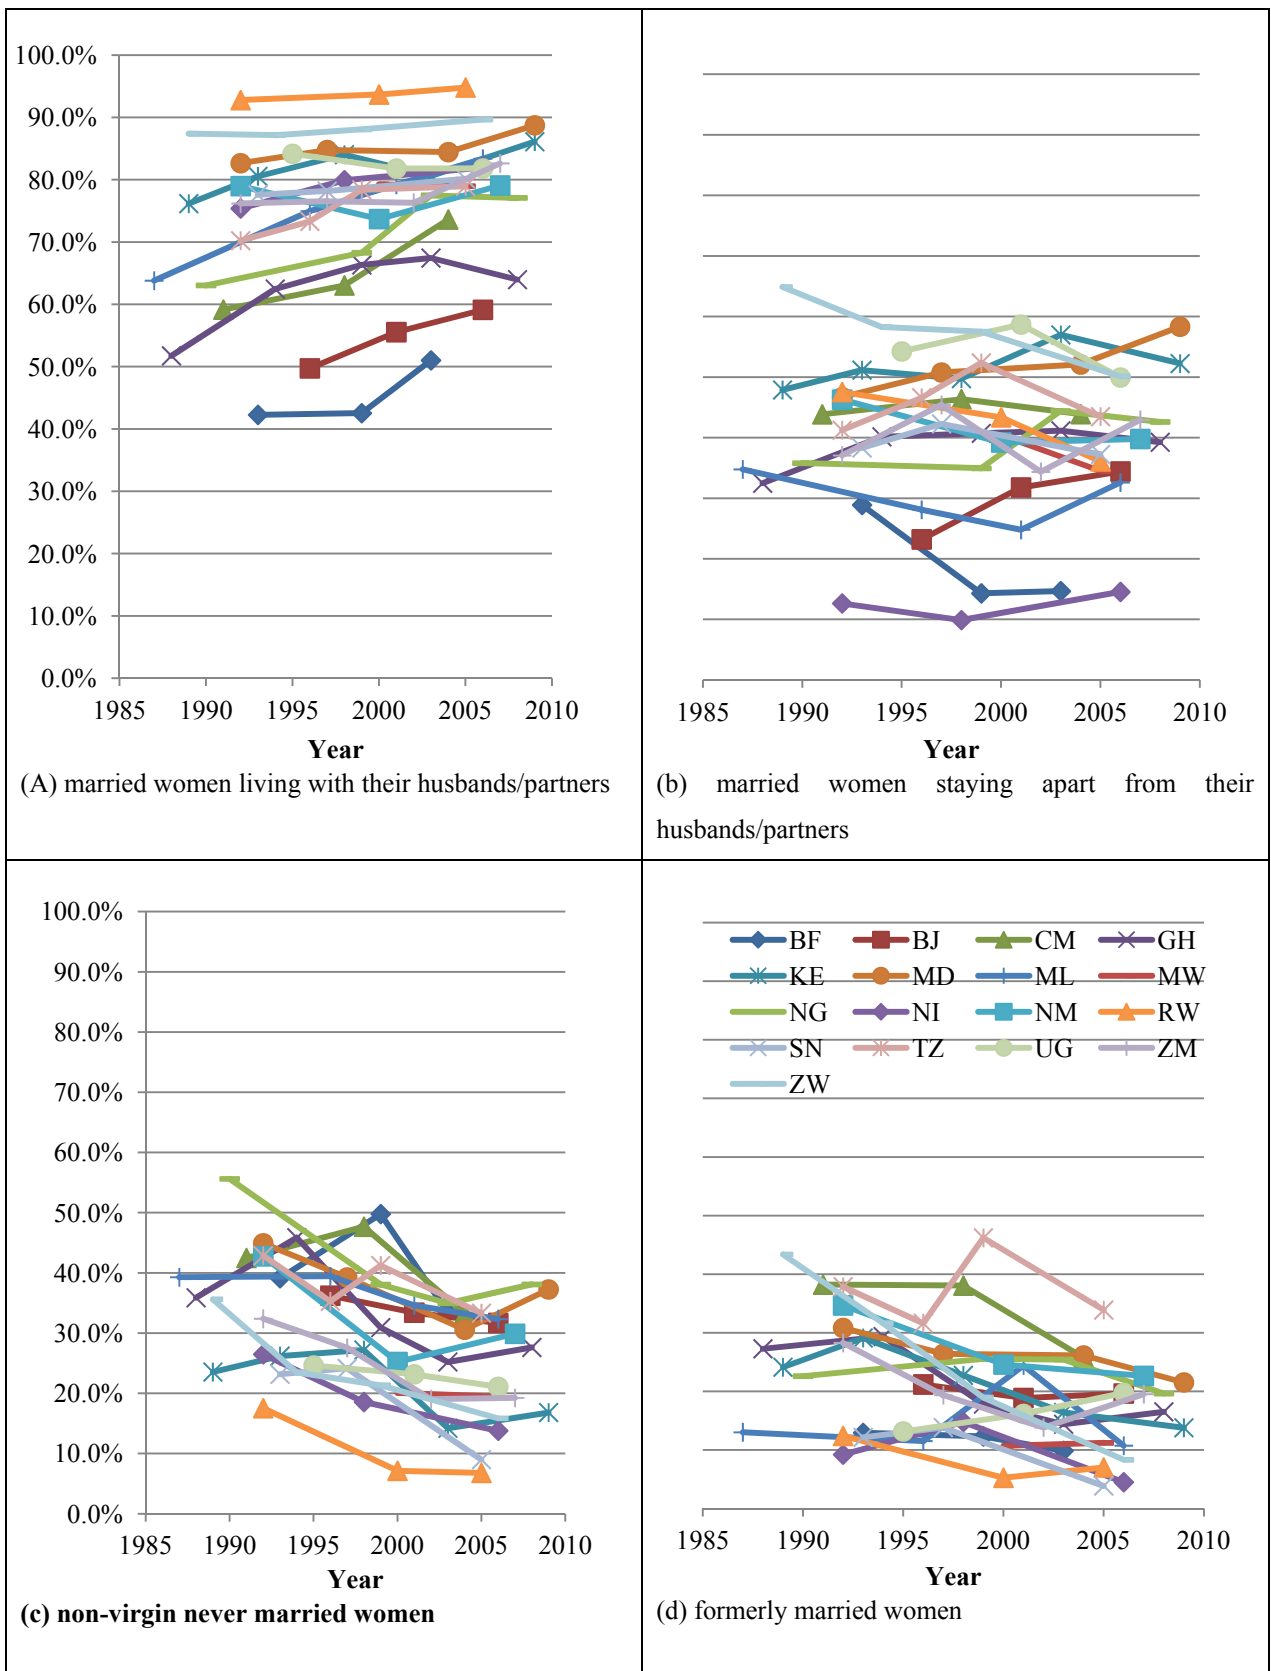 100.0%
90.0%
80.0%
70.0%
60.0%
50.0%
40.0%
30.0%
20.0%
10.0%
0.0%
1985 1990 1995 2000 2005 2010
Year
(A) married women living with their husbands/partners
1985 1990 1995 2000 2005 2010
Year
(b) married women staying apart from their
husbands/partners
100.0%
90.0%
80.0%
70.0%
60.0%
50.0%
40.0%
30.0%
20.0%
10.0%
0.0%
1985 1990 1995 2000 2005 2010
Year
(c) non-virgin never married women
BF BJ CM GH
KE MD ML MW
NG NI NM RW
SN TZ UG ZM
ZW
1985 1990 1995 2000 2005 2010
Year
(d) formerly married women